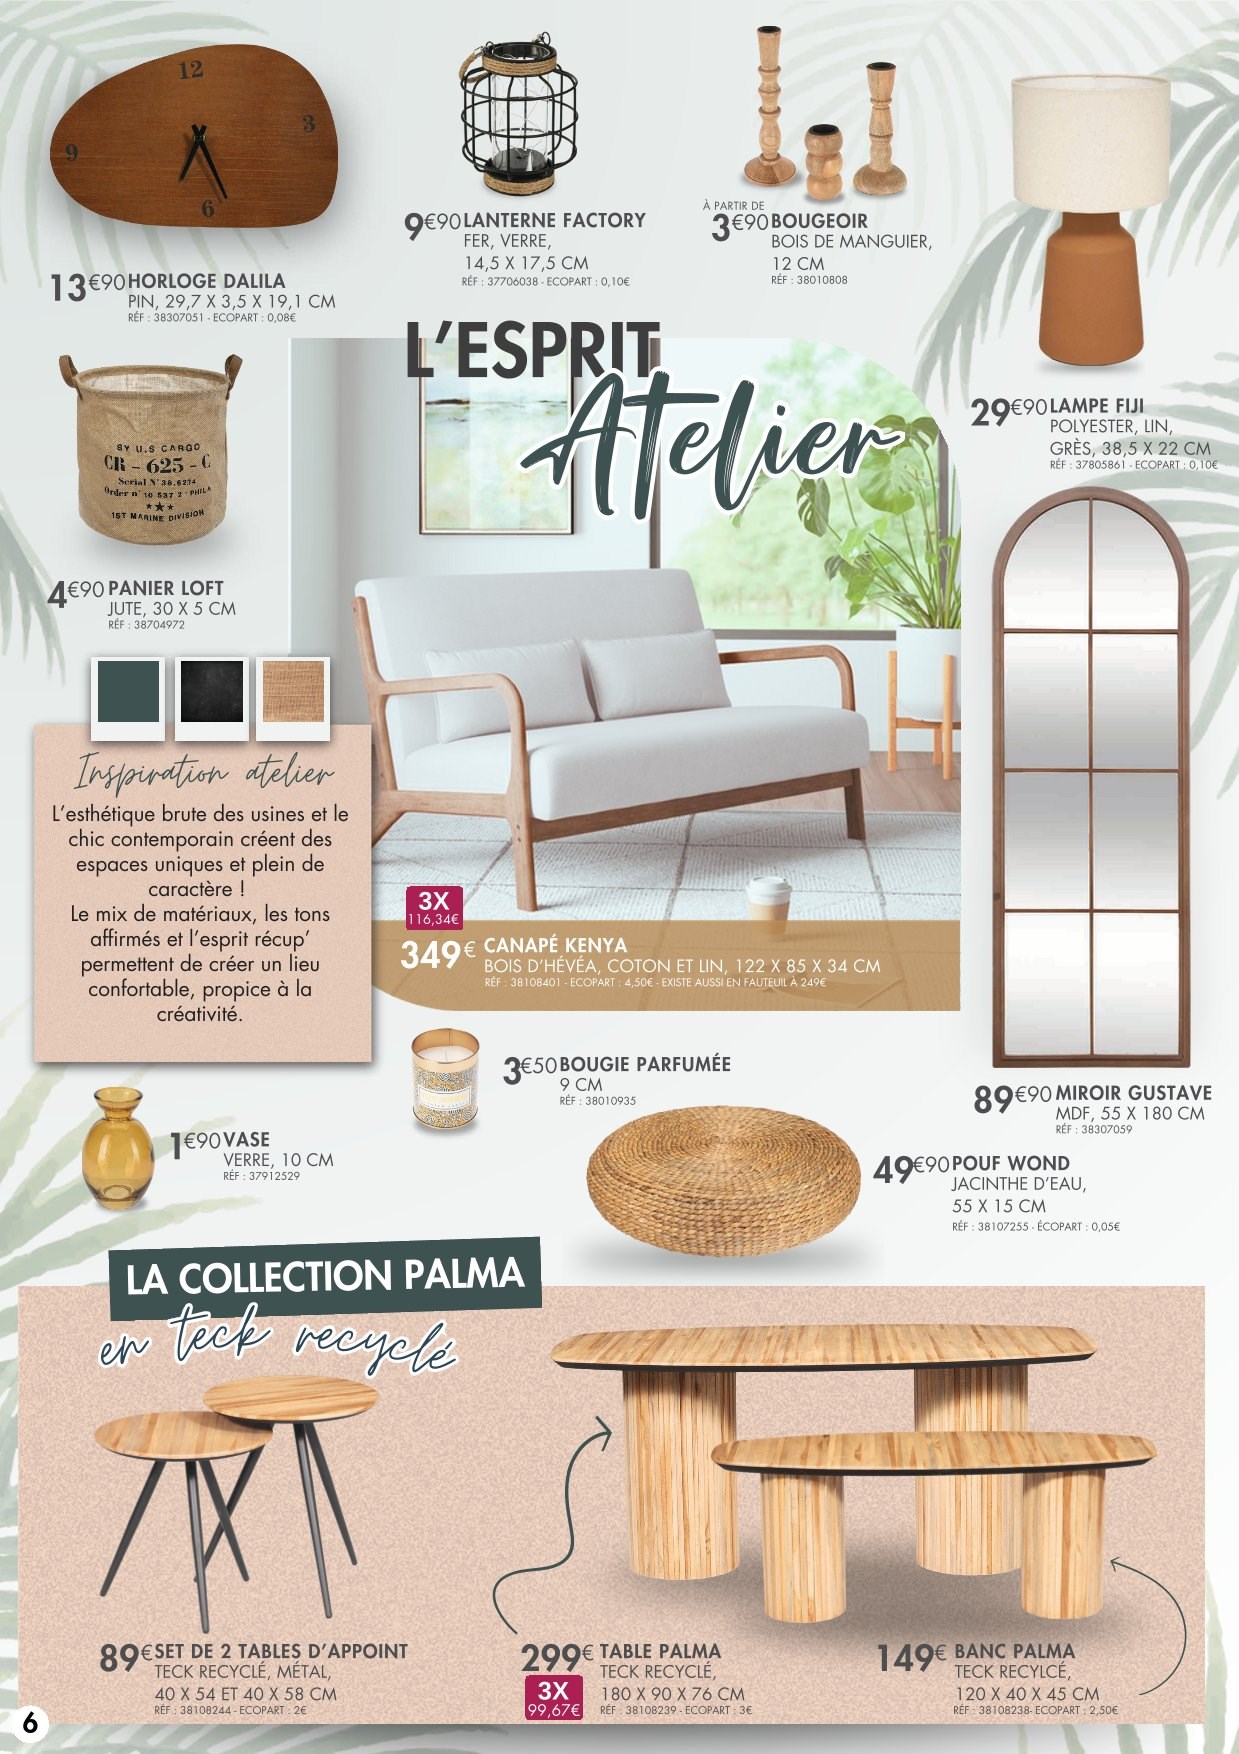 12
3
9
6
13€90 HORLOGE DALILA
PIN, 29,7 X 3,5 X 19,1 CM
RÉF : 38307051 - ECOPART : 0,08€
9€90 LANTERNE FACTORY
FER, VERRE,
14,5 X 17,5 CM
RÉF : 37706038 - ECOPART : 0,10€
À PARTIR DE
3€90 BOUGEOIR
BOIS DE MANGUIER,
12 CM
RÉF : 38010808
29€90 LAMPE FIJI
POLYESTER, LIN,
GRÈS, 38,5 X 22 CM
RÉF : 37805861 - ECOPART : 0,10€
L'ESPRIT
Atelier
BY U.S CARGO
CR - 625 - C
Serial N° 38.6274
Order n° 10 537 2 - PHILA
★★★
1ST MARINE DIVISION
4€90 PANIER LOFT
JUTE, 30 X 5 CM
RÉF : 38704972
Inspiration atelier
L'esthétique brute des usines et le
chic contemporain créent des
espaces uniques et plein de
caractère !
Le mix de matériaux, les tons
affirmés et l'esprit récup'
permettent de créer un lieu
confortable, propice à la
créativité.
3X
116,34€
349€ CANAPÉ KENYA
BOIS D'HÉVÉA, COTON ET LIN, 122 X 85 X 34 CM
RÉF : 38108401 - ECOPART : 4,50€ - EXISTE AUSSI EN FAUTEUIL À 249€
89€90 MIROIR GUSTAVE
MDF, 55 X 180 CM
RÉF : 38307059
3€50 BOUGIE PARFUMÉE
9 CM
RÉF : 38010935
1€90 VASE
VERRE, 10 CM
RÉF : 37912529
49€90 POUF WOND
JACINTHE D'EAU,
55 X 15 CM
RÉF : 38107255 - ÉCOPART : 0,05€
LA COLLECTION PALMA
en teck recyclé
89€ SET DE 2 TABLES D'APPOINT
TECK RECYCLÉ, MÉTAL,
40 X 54 ET 40 X 58 CM
RÉF : 38108244 - ECOPART : 2€
299€ TABLE PALMA
TECK RECYCLÉ,
180 X 90 X 76 CM
RÉF : 38108239 - ECOPART : 3€
3X
99,67€
149€ BANC PALMA
TECK RECYLCÉ,
120 X 40 X 45 CM
RÉF : 38108238- ECOPART : 2,50€
6